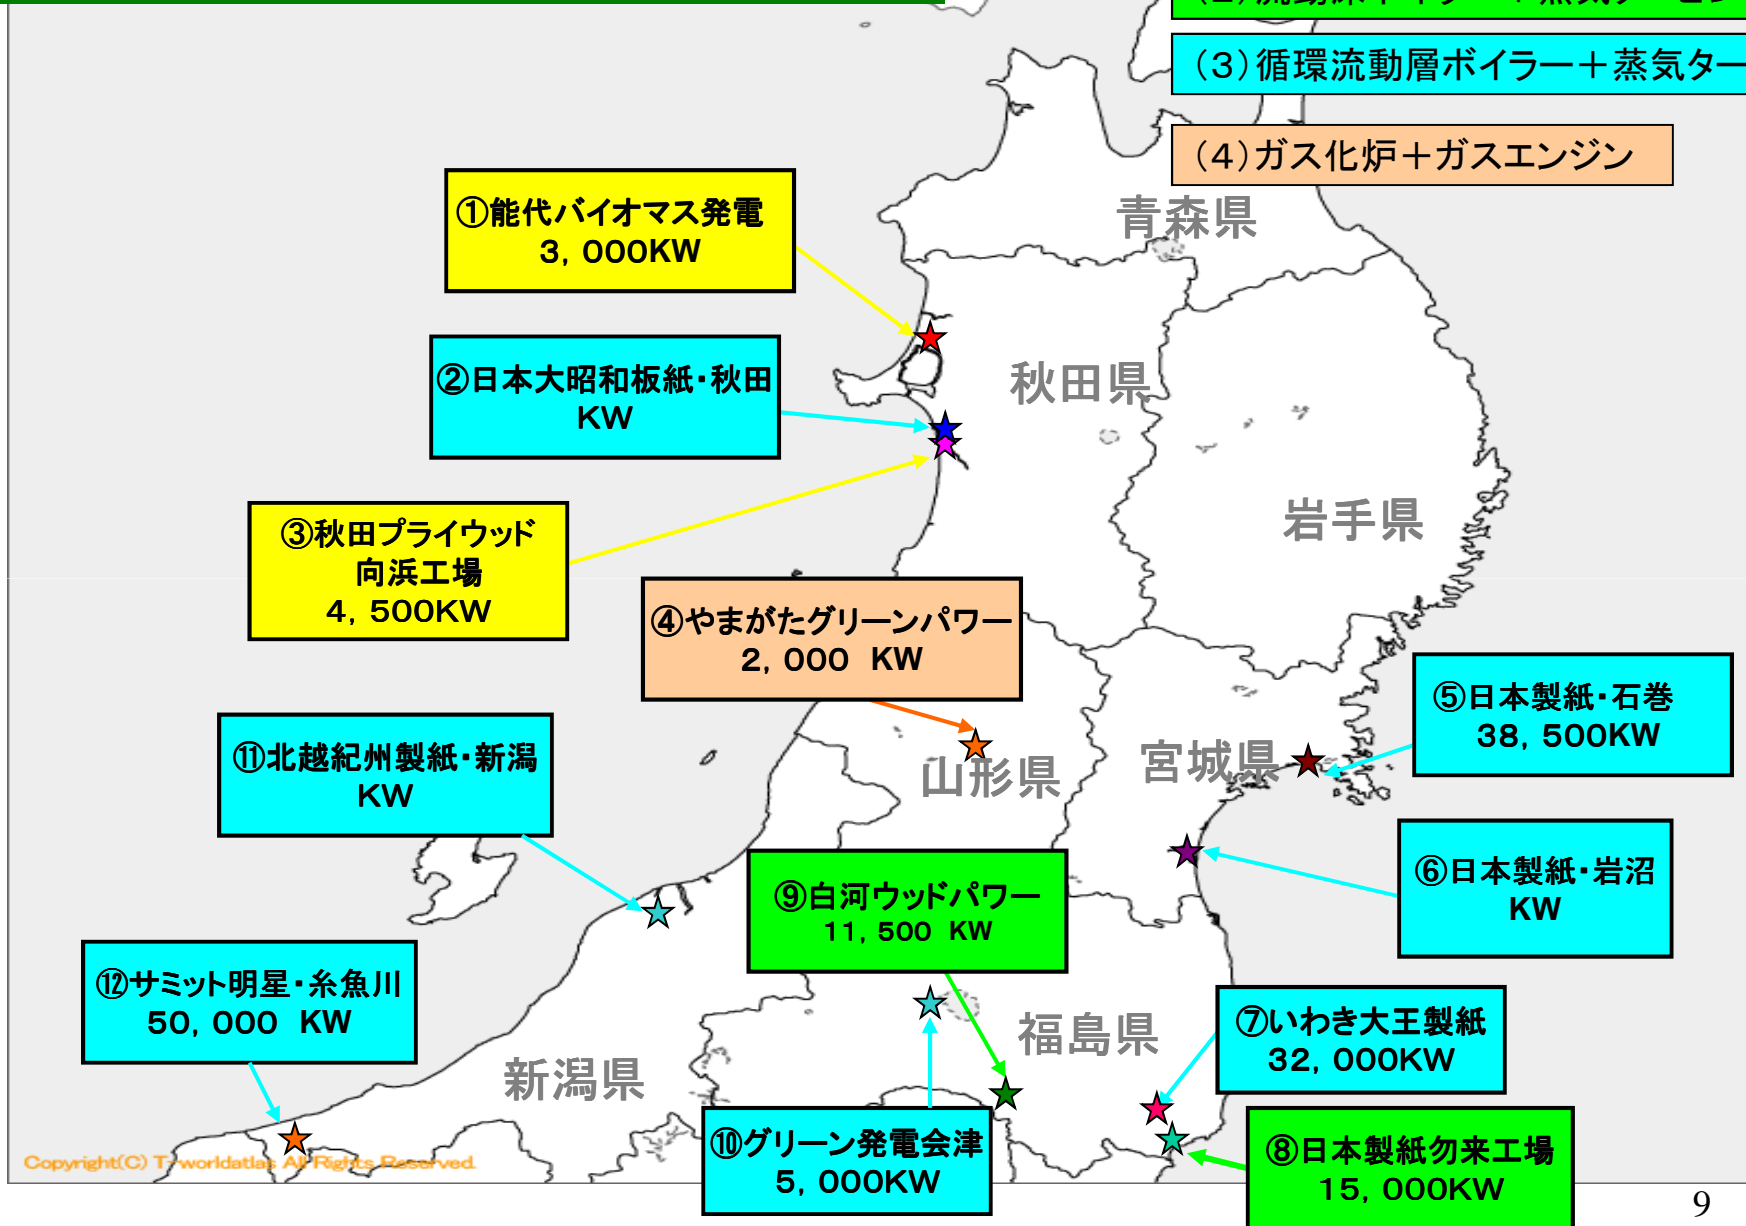 (3)循環流動層ボイラー＋蒸気ター
(4)ガス化炉＋ガスエンジン
青森県
①能代バイオマス発電
3，000KW
②日本大昭和板紙・秋田
KW
秋田県
③秋田プライウッド
向浜工場
4，500KW
岩手県
④やまがたグリーンパワー
2，000 KW
⑤日本製紙・石巻
38，500KW
⑪北越紀州製紙・新潟
KW
山形県
宮城県
⑥日本製紙・岩沼
KW
⑨白河ウッドパワー
11，500 KW
⑫サミット明星・糸魚川
50，000 KW
⑦いわき大王製紙
32，000KW
福島県
新潟県
⑩グリーン発電会津
5，000KW
⑧日本製紙勿来工場
15，000KW
Copyright(C) T-worldatlas All Rights Reserved.
9